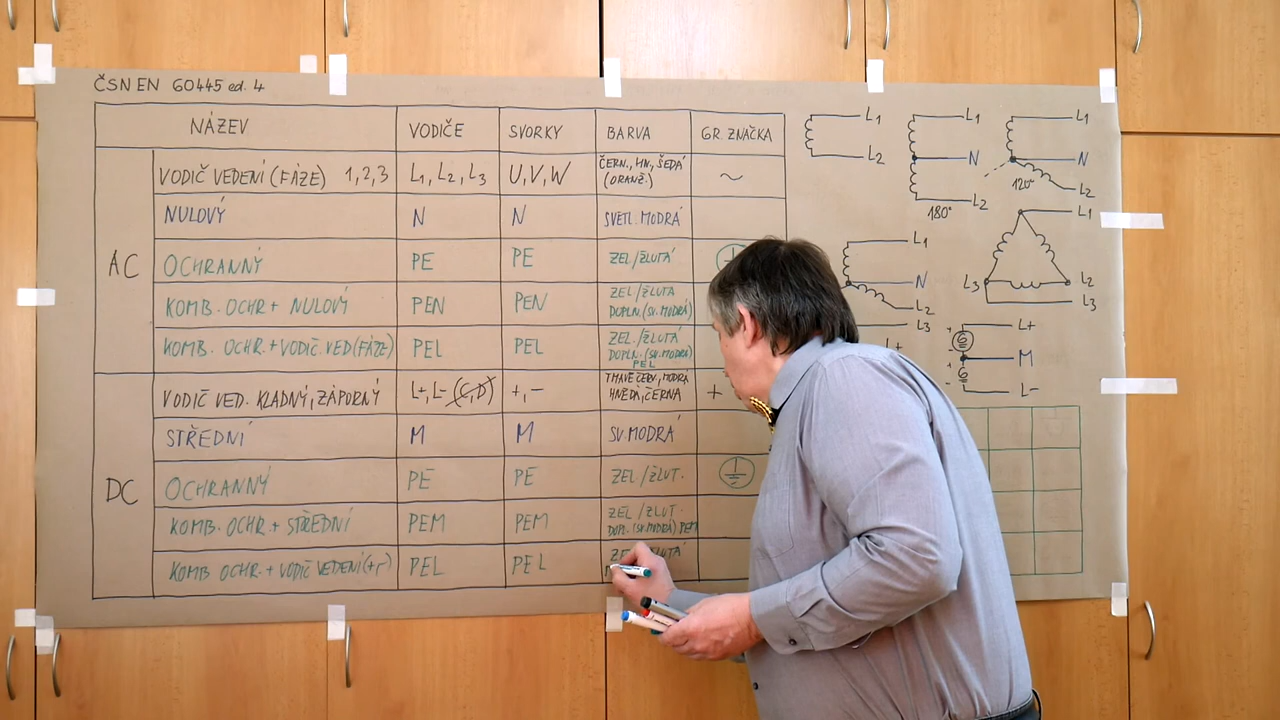 ČSN EN 60445 ed. 4
NÁZEV VODIČE SVORKY BARVA GR. ZNAČKA
AC
VODIČ VEDENÍ (FÁZE) 1,2,3 L1, L2, L3 U,V,W ČERN., HN., ŠEDÁ
(ORANŽ.) ~
NULOVÝ N N SVETL. MODRÁ
OCHRANNÝ PE PE ZEL/ŽLUTÁ
KOMB. OCHR + NULOVÝ PEN PEN ZEL/ŽLUTÁ
DOPLN. (SV. MODRÁ)
KOMB. OCHR. + VODIČ. VED (FÁZE) PEL PEL ZEL./ŽLUTÁ
DOPLN. (SV. MODRÁ)
PEL
DC
VODIČ VED. KLADNÝ, ZÁPORNÝ L+, L- (C,D) +, - TMAVĚ ČERV., MODRÁ
HNĚDÁ, ČERNÁ +
STŘEDNÍ M M SV. MODRÁ
OCHRANNÝ PE PE ZEL/ŽLUT.
KOMB. OCHR. + STŘEDNÍ PEM PEM ZEL/ŽLUT.
DOPL. (SV. MODRÁ) PEM
KOMB OCHR. + VODIČ VEDENÍ PEL PEL
L1
L2
L1
N
L2
180°
L1
N
L2
120°
L1
N
L2
L3
L1
L2
L3
L3
L+
L+
M
L-
G
G